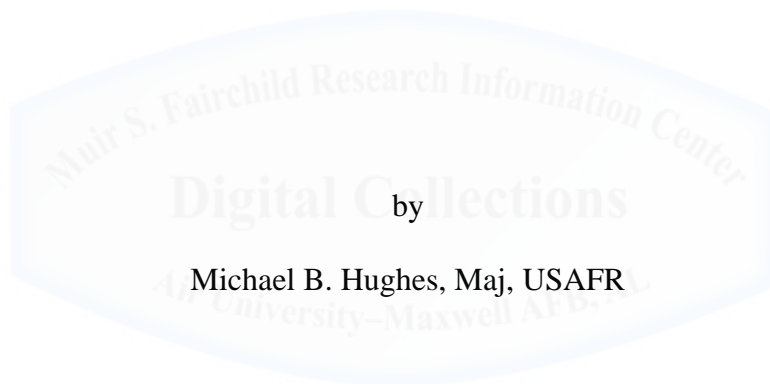 Muir S. Fairchild Research Information Center
Digital Collections
by
Michael B. Hughes, Maj, USAFR
Air University–Maxwell AFB, AL